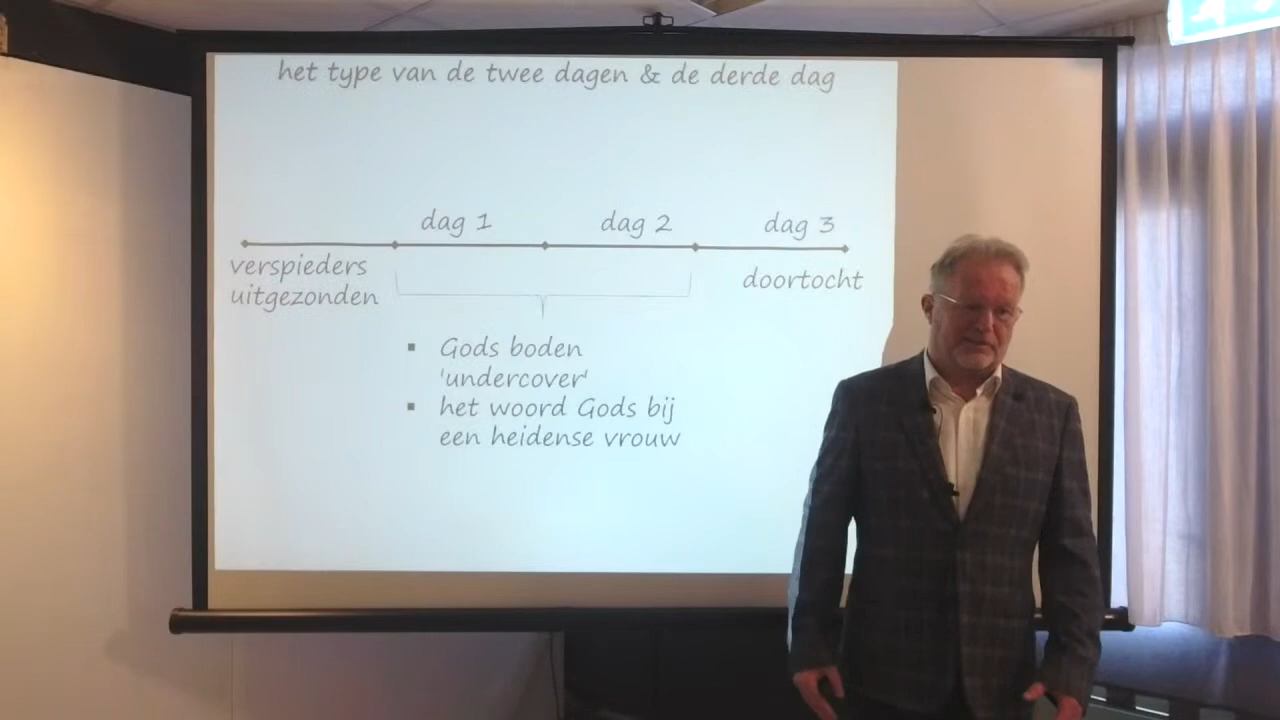 het type van de twee dagen & de derde dag
dag 1 dag 2 dag 3
verspieders
uitgezonden
doortocht
▪ Gods boden
'undercover'
▪ het woord Gods bij
een heidense vrouw